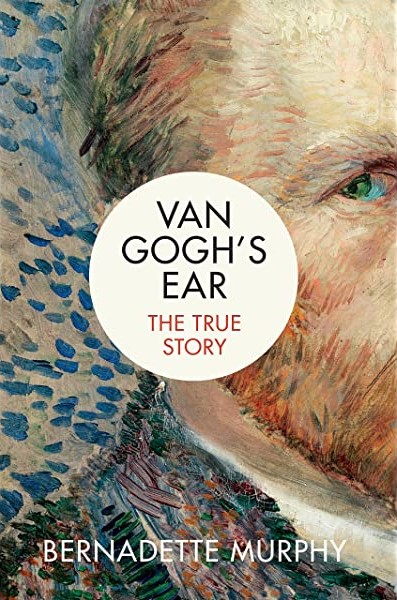 VAN
GOGH'S
EAR
THE TRUE
STORY
BERNADETTE MURPHY